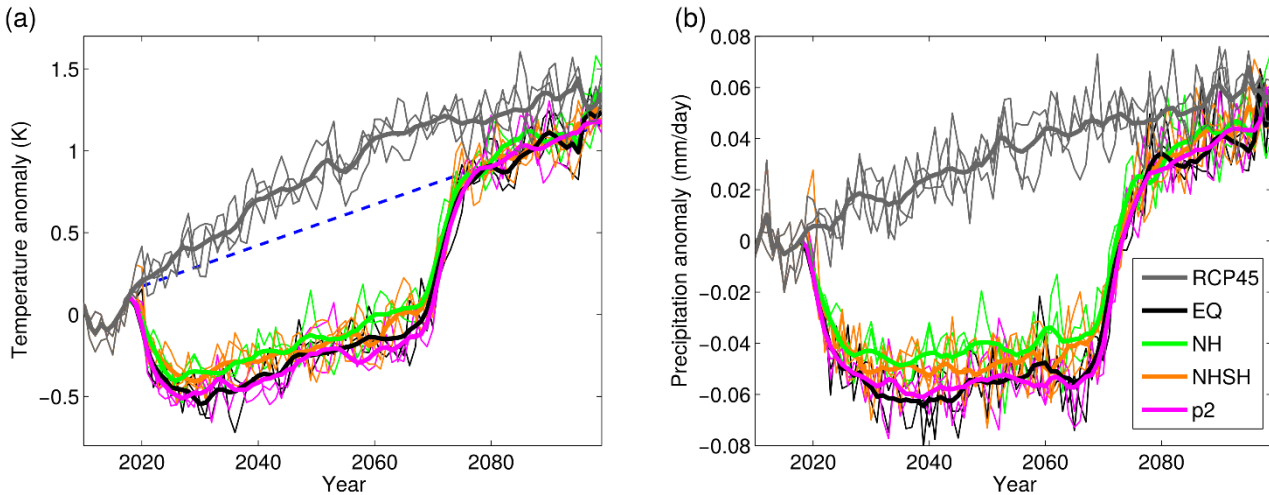 (a)
Temperature anomaly (K)
1.5
1
0.5
0
−0.5
2020 2040 2060 2080
Year
(b)
Precipitation anomaly (mm/day)
0.08
0.06
0.04
0.02
0
−0.02
−0.04
−0.06
−0.08
2020 2040 2060 2080
Year
RCP45
EQ
NH
NHSH
p2